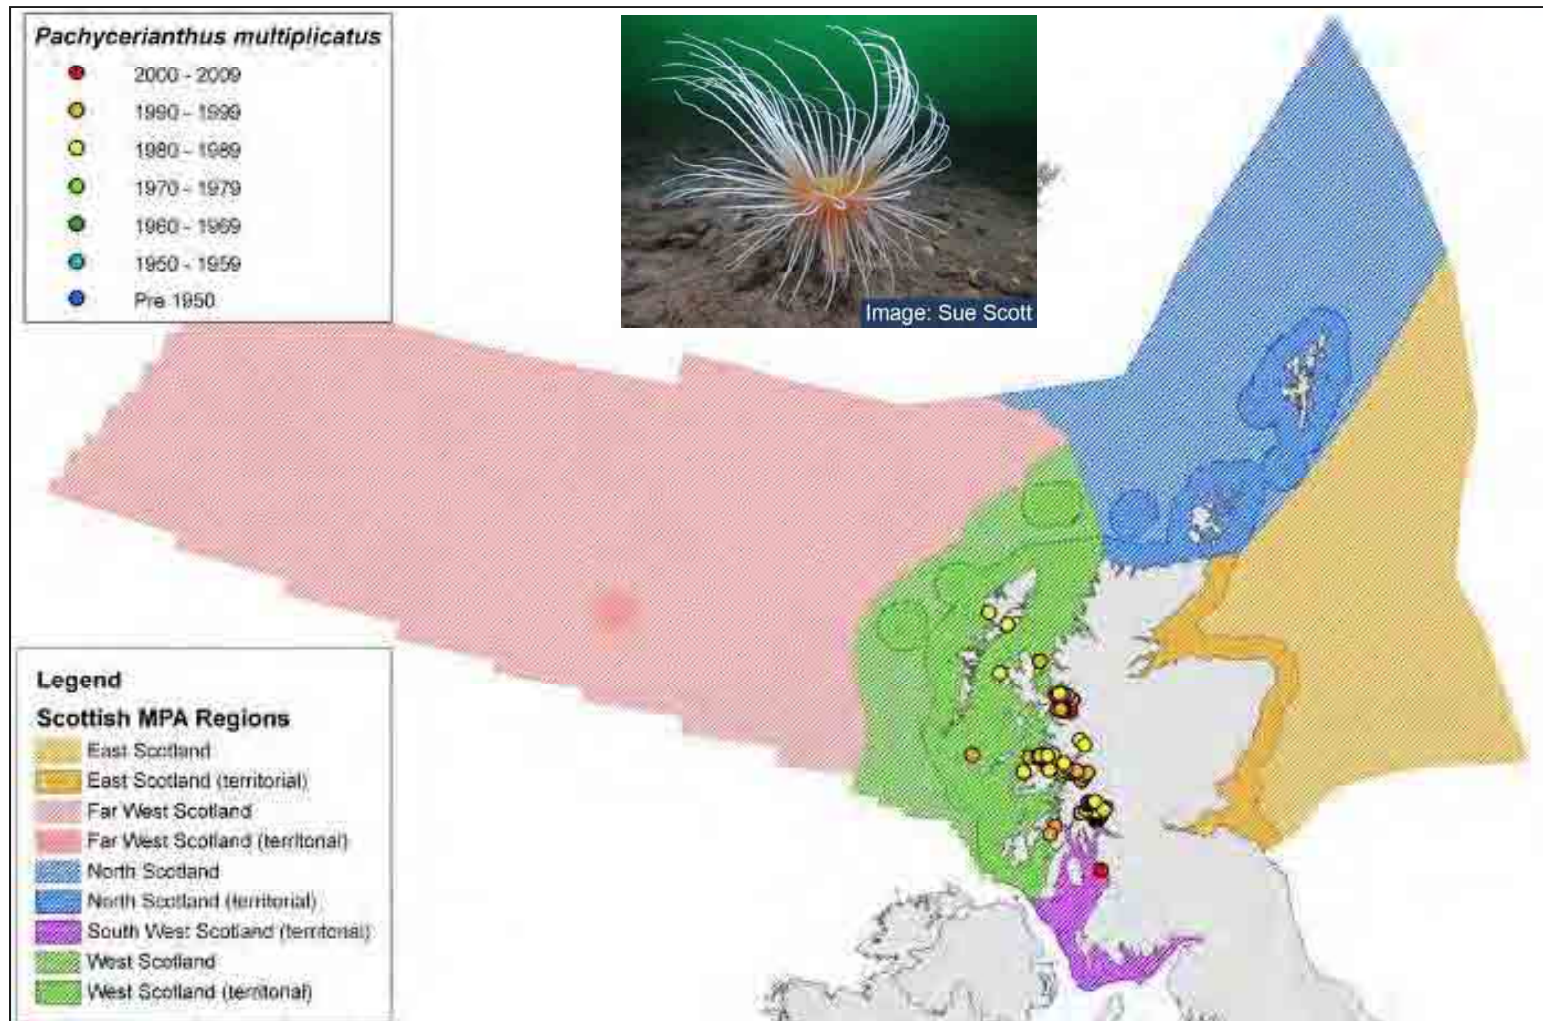 Pachycerianthus multiplicatus
2000 - 2009
1990 - 1999
1980 - 1989
1970 - 1979
1960 - 1969
1950 - 1959
Pre 1950
Image: Sue Scott
Legend
Scottish MPA Regions
East Scotland
East Scotland (territorial)
Far West Scotland
Far West Scotland (territorial)
North Scotland
North Scotland (territorial)
South West Scotland (territorial)
West Scotland
West Scotland (territorial)